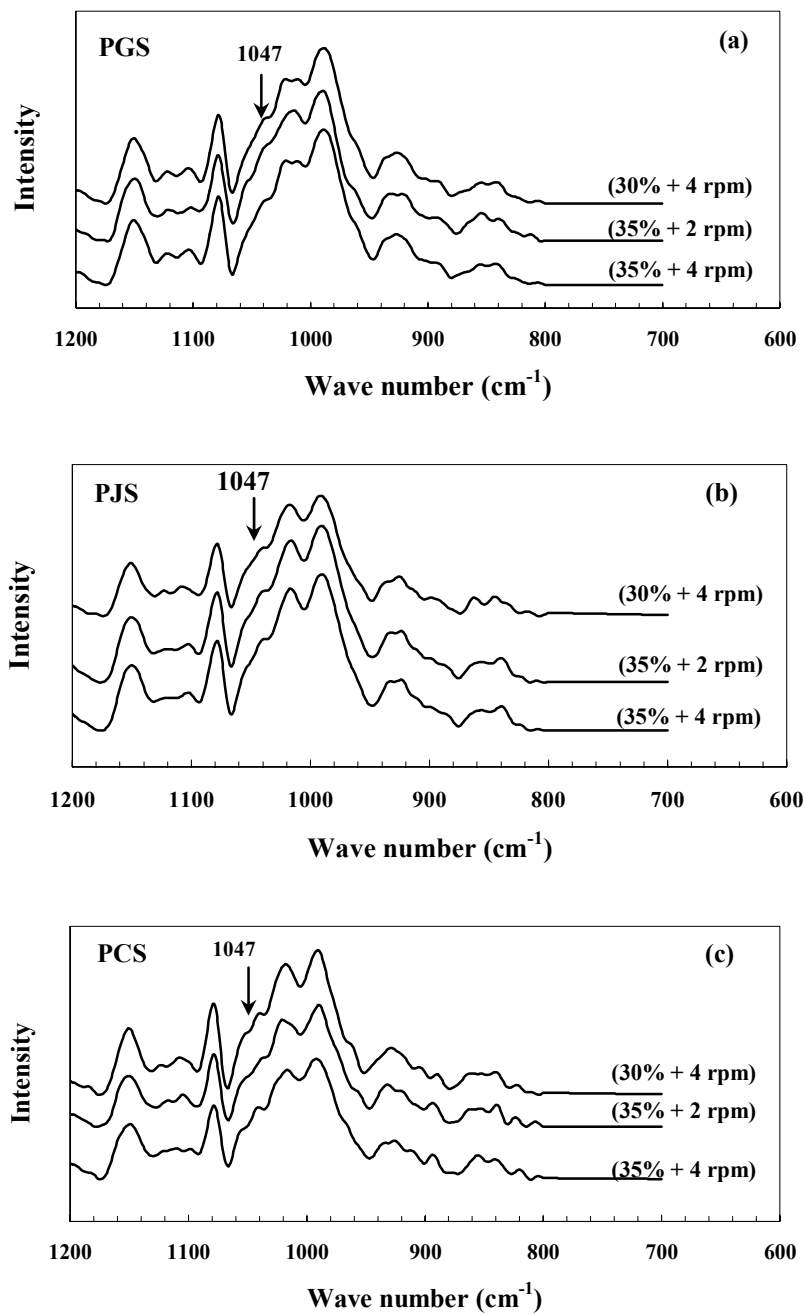 PGS
1047
(a)
Intensity
(30% + 4 rpm)
(35% + 2 rpm)
(35% + 4 rpm)
1200 1100 1000 900 800 700 600
Wave number (cm-1)
PJS
1047
(b)
Intensity
(30% + 4 rpm)
(35% + 2 rpm)
(35% + 4 rpm)
1200 1100 1000 900 800 700 600
Wave number (cm-1)
PCS
1047
(c)
Intensity
(30% + 4 rpm)
(35% + 2 rpm)
(35% + 4 rpm)
1200 1100 1000 900 800 700 600
Wave number (cm-1)